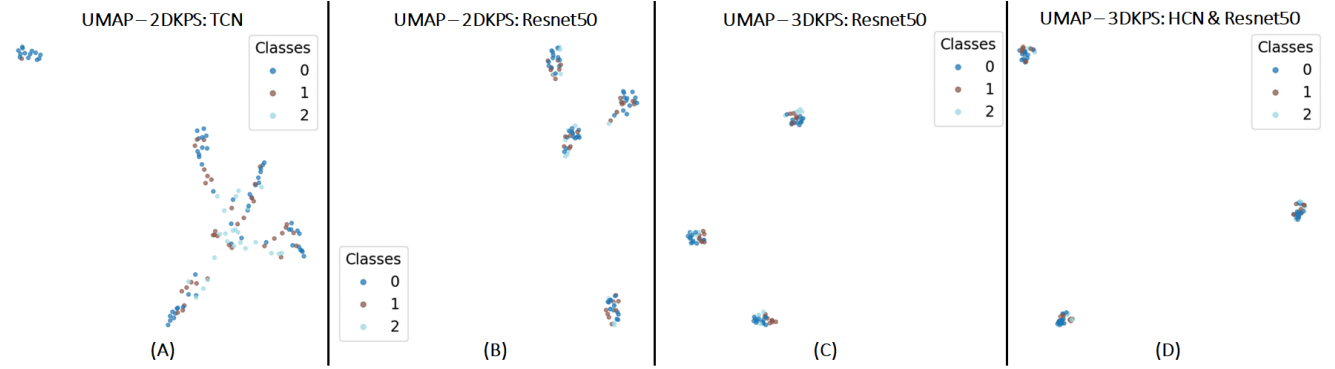 UMAP–2DKPS: TCN
Classes
0
1
2
(A)
UMAP–2DKPS: Resnet50
Classes
0
1
2
(B)
UMAP–3DKPS: Resnet50
Classes
0
1
2
(C)
UMAP–3DKPS: HCN & Resnet50
Classes
0
1
2
(D)